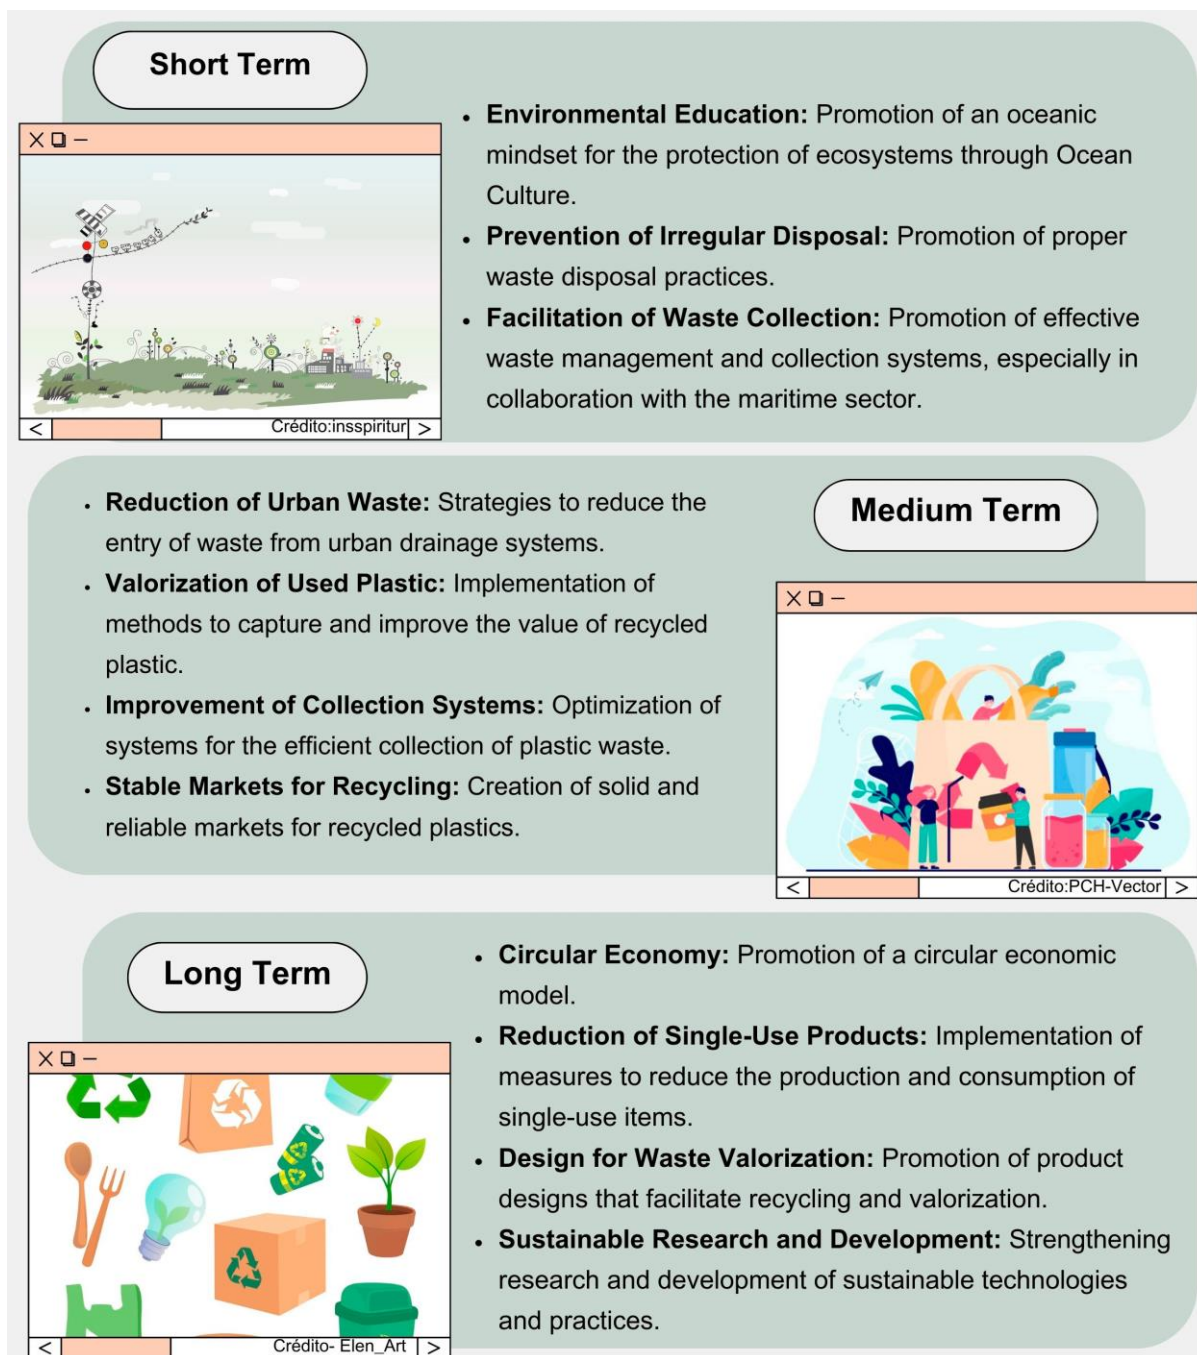 Short Term
• Environmental Education: Promotion of an oceanic
mindset for the protection of ecosystems through Ocean
Culture.
• Prevention of Irregular Disposal: Promotion of proper
waste disposal practices.
• Facilitation of Waste Collection: Promotion of effective
waste management and collection systems, especially in
collaboration with the maritime sector.
Crédito:insspiritur
Medium Term
• Reduction of Urban Waste: Strategies to reduce the
entry of waste from urban drainage systems.
• Valorization of Used Plastic: Implementation of
methods to capture and improve the value of recycled
plastic.
• Improvement of Collection Systems: Optimization of
systems for the efficient collection of plastic waste.
• Stable Markets for Recycling: Creation of solid and
reliable markets for recycled plastics.
Crédito:PCH-Vector
Long Term
• Circular Economy: Promotion of a circular economic
model.
• Reduction of Single-Use Products: Implementation of
measures to reduce the production and consumption of
single-use items.
• Design for Waste Valorization: Promotion of product
designs that facilitate recycling and valorization.
• Sustainable Research and Development: Strengthening
research and development of sustainable technologies
and practices.
Crédito- Elen_Art